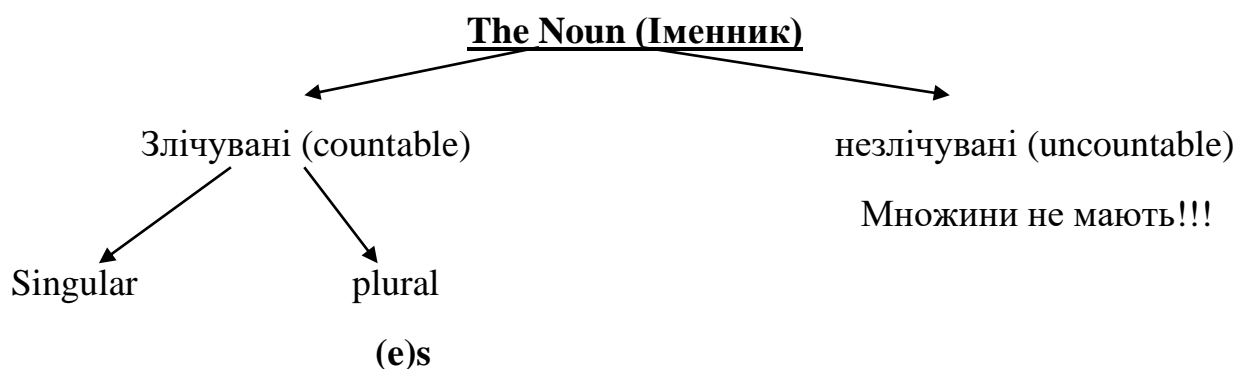 The Noun (Іменник)
Злічувані (countable)
незлічувані (uncountable)
Множини не мають!!!
Singular
plural
(e)s